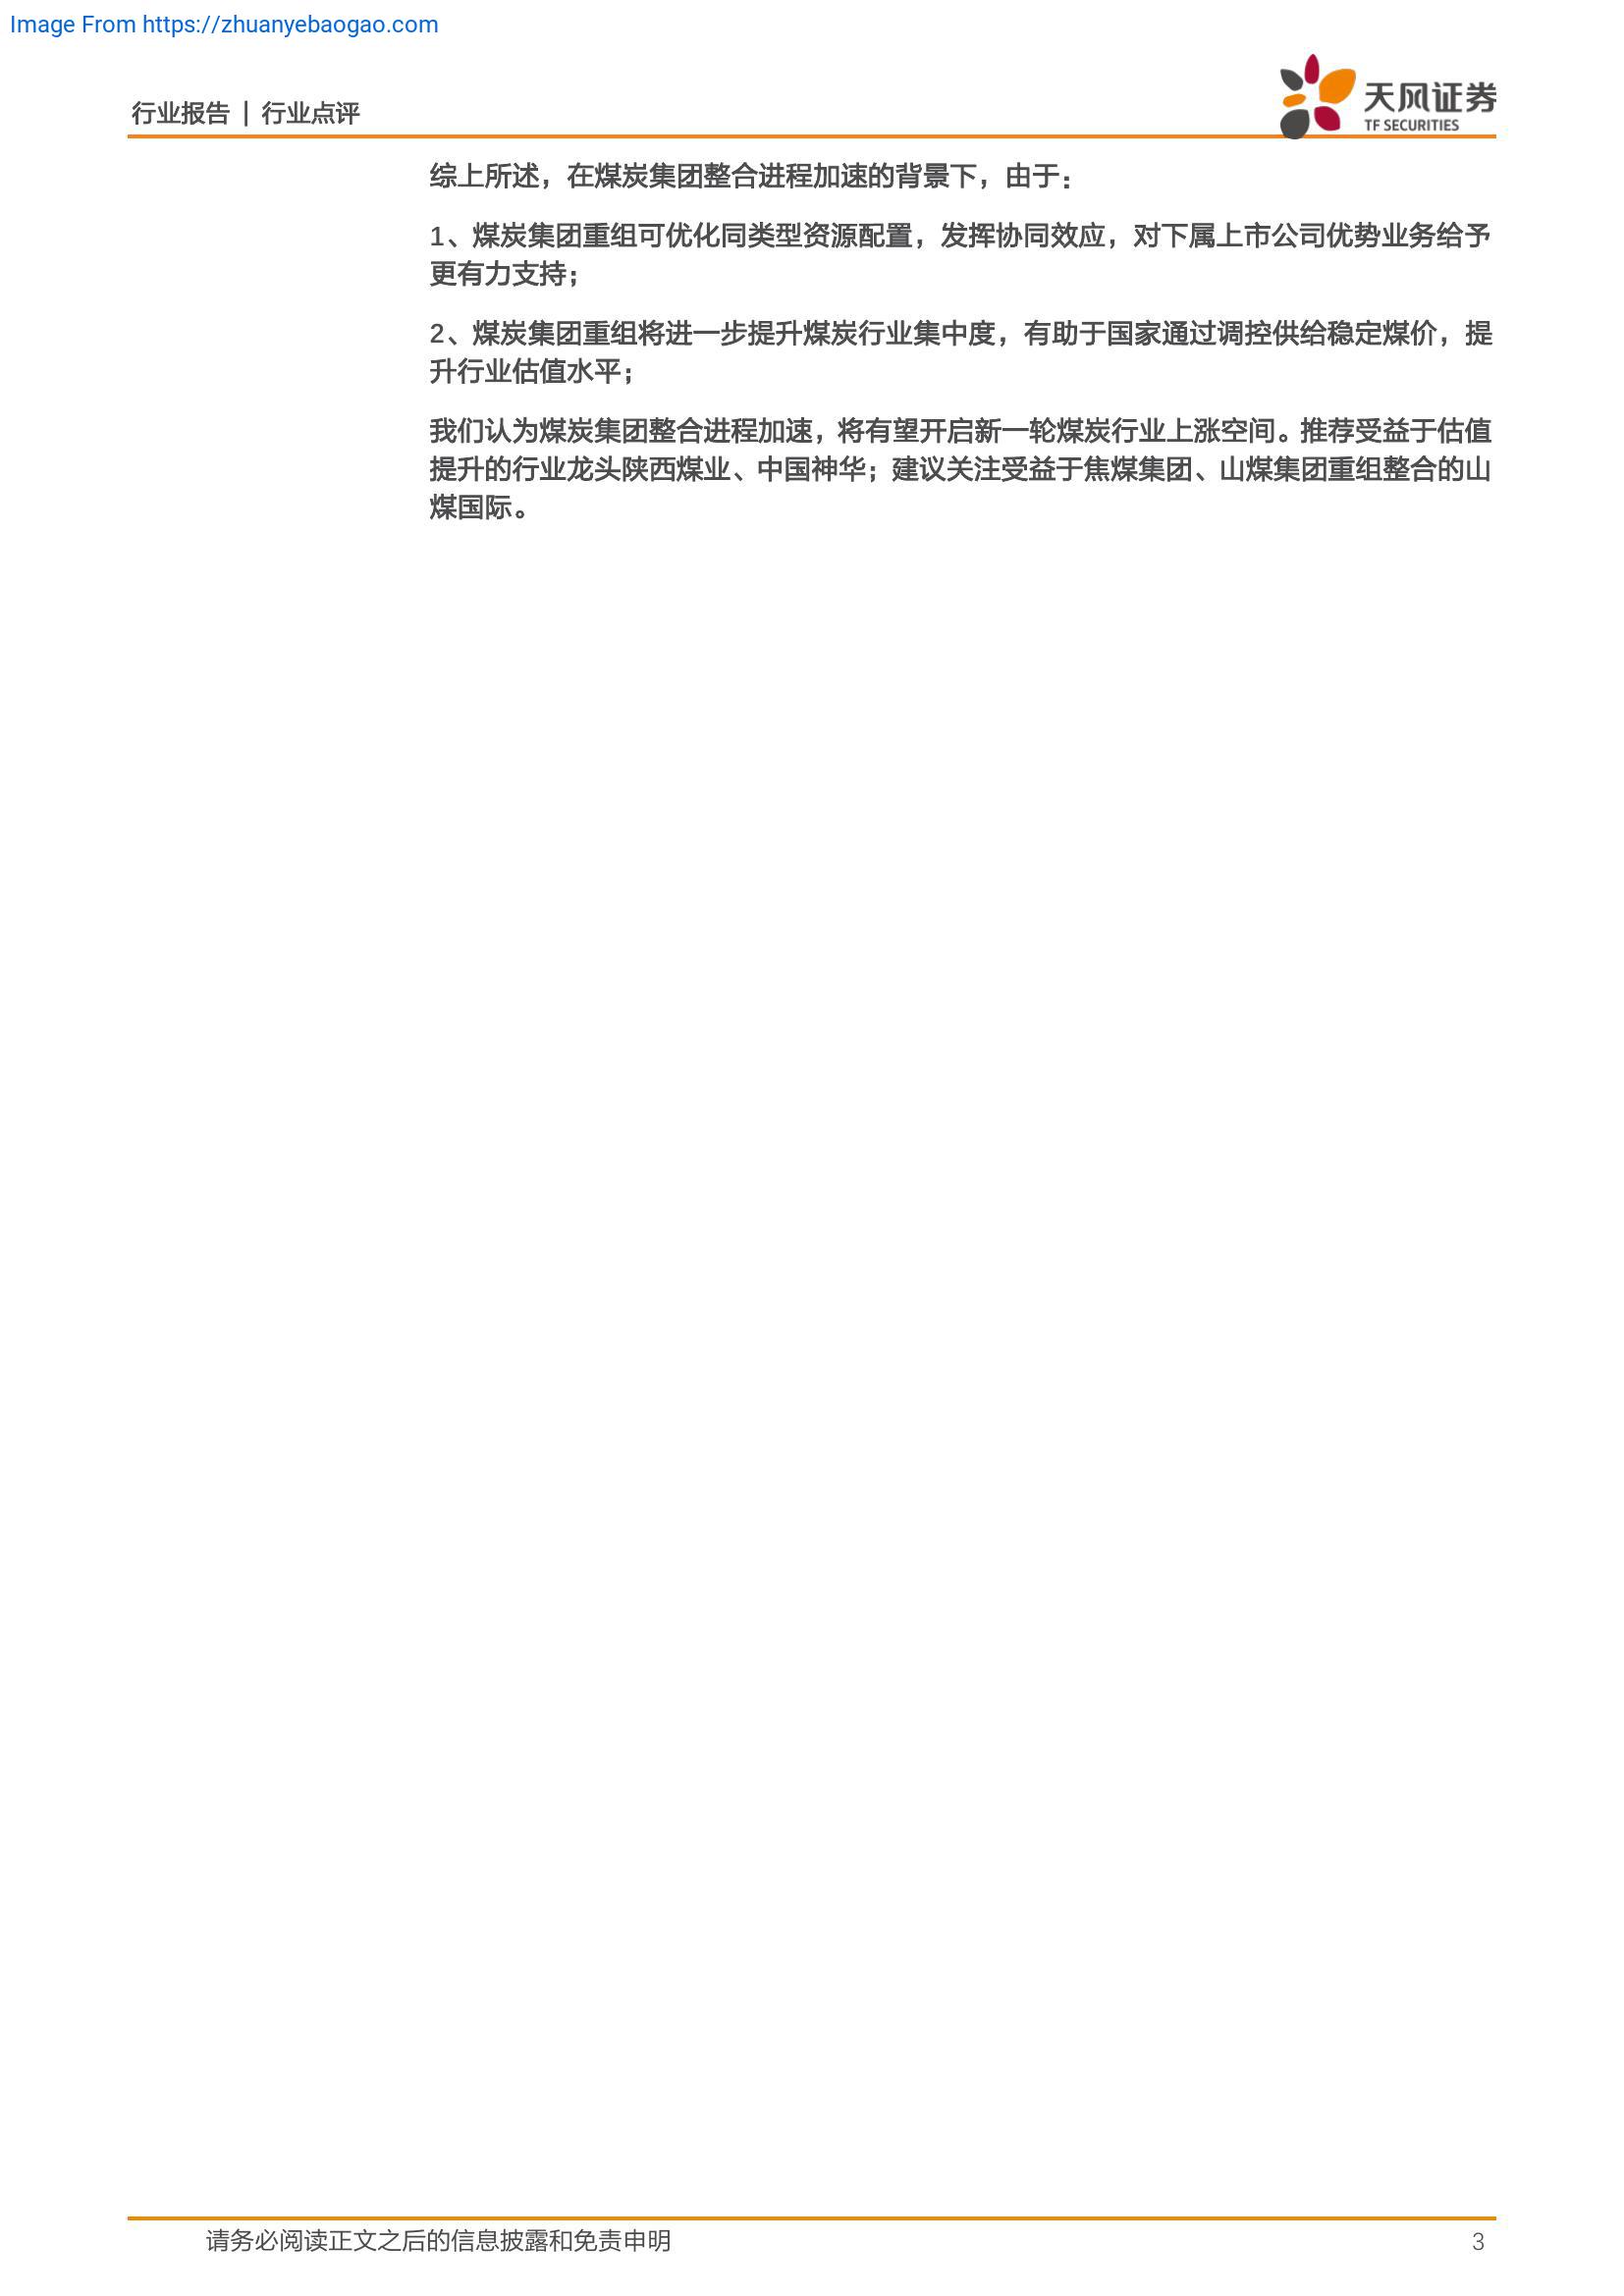 Image From https://zhuanyebaogao.com
行业报告 | 行业点评
天风证券
TF SECURITIES
综上所述，在煤炭集团整合进程加速的背景下，由于：
1、煤炭集团重组可优化同类型资源配置，发挥协同效应，对下属上市公司优势业务给予
更有力支持；
2、煤炭集团重组将进一步提升煤炭行业集中度，有助于国家通过调控供给稳定煤价，提
升行业估值水平；
我们认为煤炭集团整合进程加速，将有望开启新一轮煤炭行业上涨空间。推荐受益于估值
提升的行业龙头陕西煤业、中国神华；建议关注受益于焦煤集团、山煤集团重组整合的山
煤国际。
请务必阅读正文之后的信息披露和免责申明
3